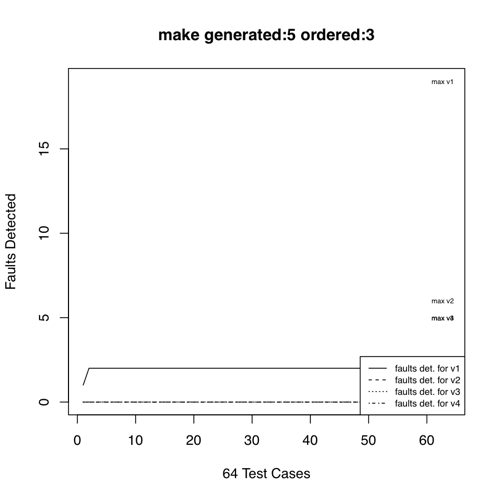 make generated:5 ordered:3
max v1
15
10
max v2
5
0
Faults Detected
faults det. for v1
faults det. for v2
faults det. for v3
faults det. for v4
0 10 20 30 40 50 60
64 Test Cases